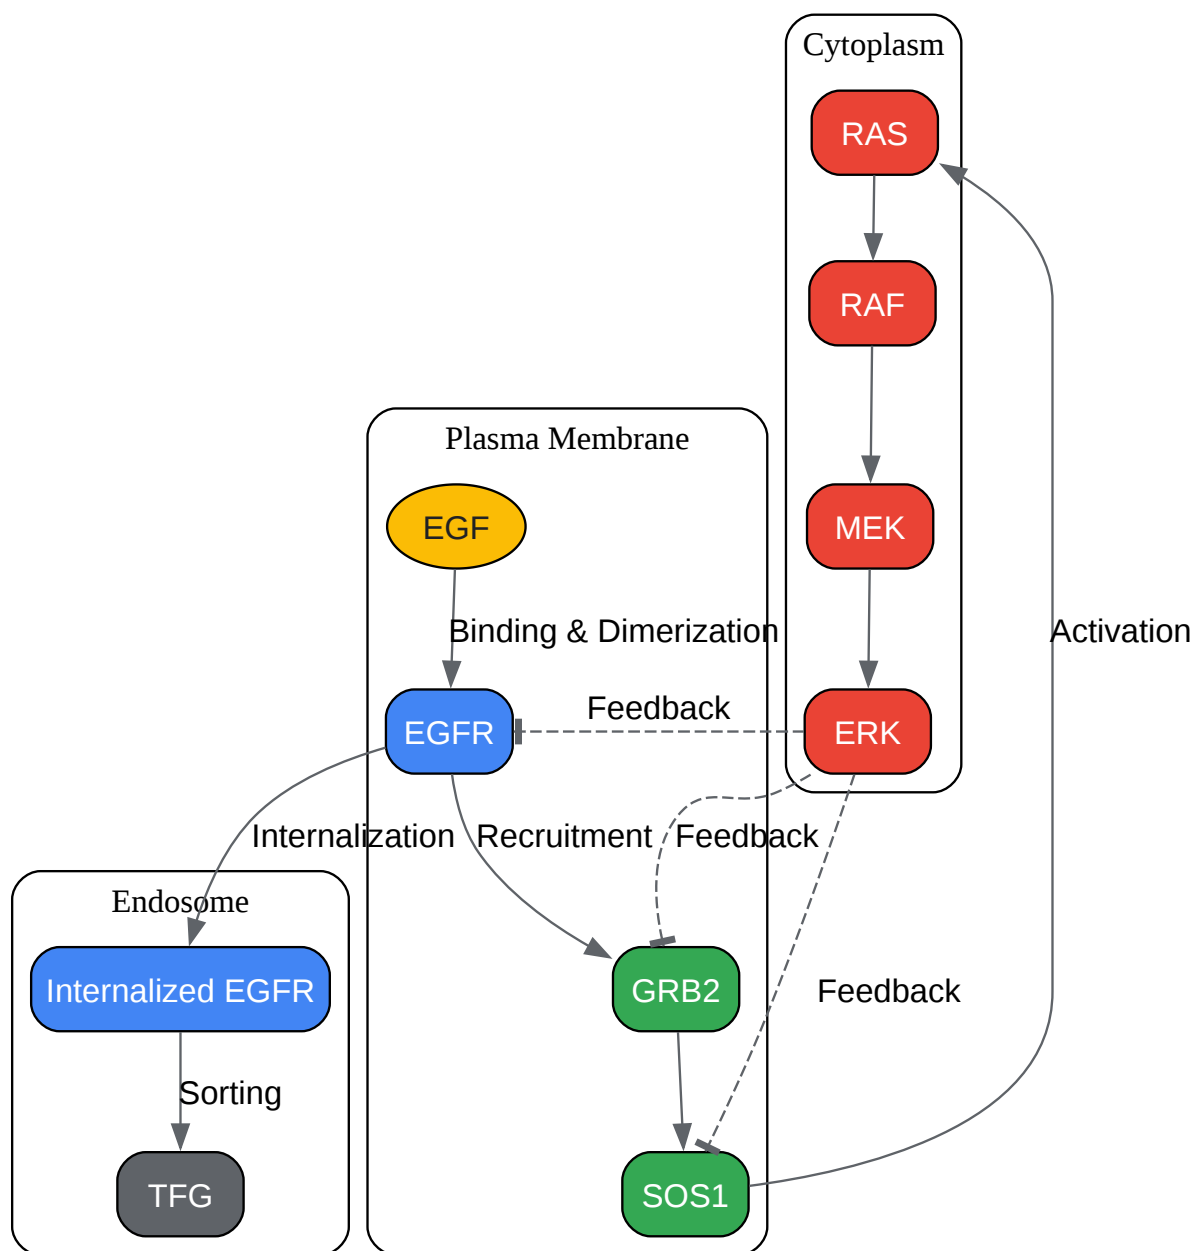 Cytoplasm
RAS
RAF
Plasma Membrane
EGF
MEK
Binding & Dimerization
Activation
Feedback
EGFR
ERK
Internalization
Recruitment
Feedback
Endosome
Internalized EGFR
GRB2
Feedback
Sorting
TFG
SOS1